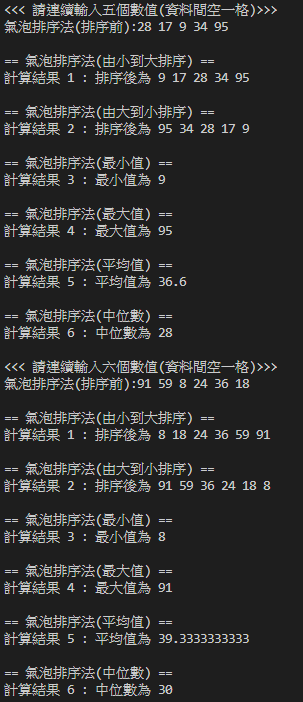 <<< 請連續輸入五個數值(資料間空一格)>>>
氣泡排序法(排序前):28 17 9 34 95
== 氣泡排序法(由小到大排序) ==
計算結果 1 : 排序後為 9 17 28 34 95
== 氣泡排序法(由大到小排序) ==
計算結果 2 : 排序後為 95 34 28 17 9
== 氣泡排序法(最小值) ==
計算結果 3 : 最小值為 9
== 氣泡排序法(最大值) ==
計算結果 4 : 最大值為 95
== 氣泡排序法(平均值) ==
計算結果 5 : 平均值為 36.6
== 氣泡排序法(中位數) ==
計算結果 6 : 中位數為 28
<<< 請連續輸入六個數值(資料間空一格)>>>
氣泡排序法(排序前):91 59 8 24 36 18
== 氣泡排序法(由小到大排序) ==
計算結果 1 : 排序後為 8 18 24 36 59 91
== 氣泡排序法(由大到小排序) ==
計算結果 2 : 排序後為 91 59 36 24 18 8
== 氣泡排序法(最小值) ==
計算結果 3 : 最小值為 8
== 氣泡排序法(最大值) ==
計算結果 4 : 最大值為 91
== 氣泡排序法(平均值) ==
計算結果 5 : 平均值為 39.3333333333
== 氣泡排序法(中位數) ==
計算結果 6 : 中位數為 30